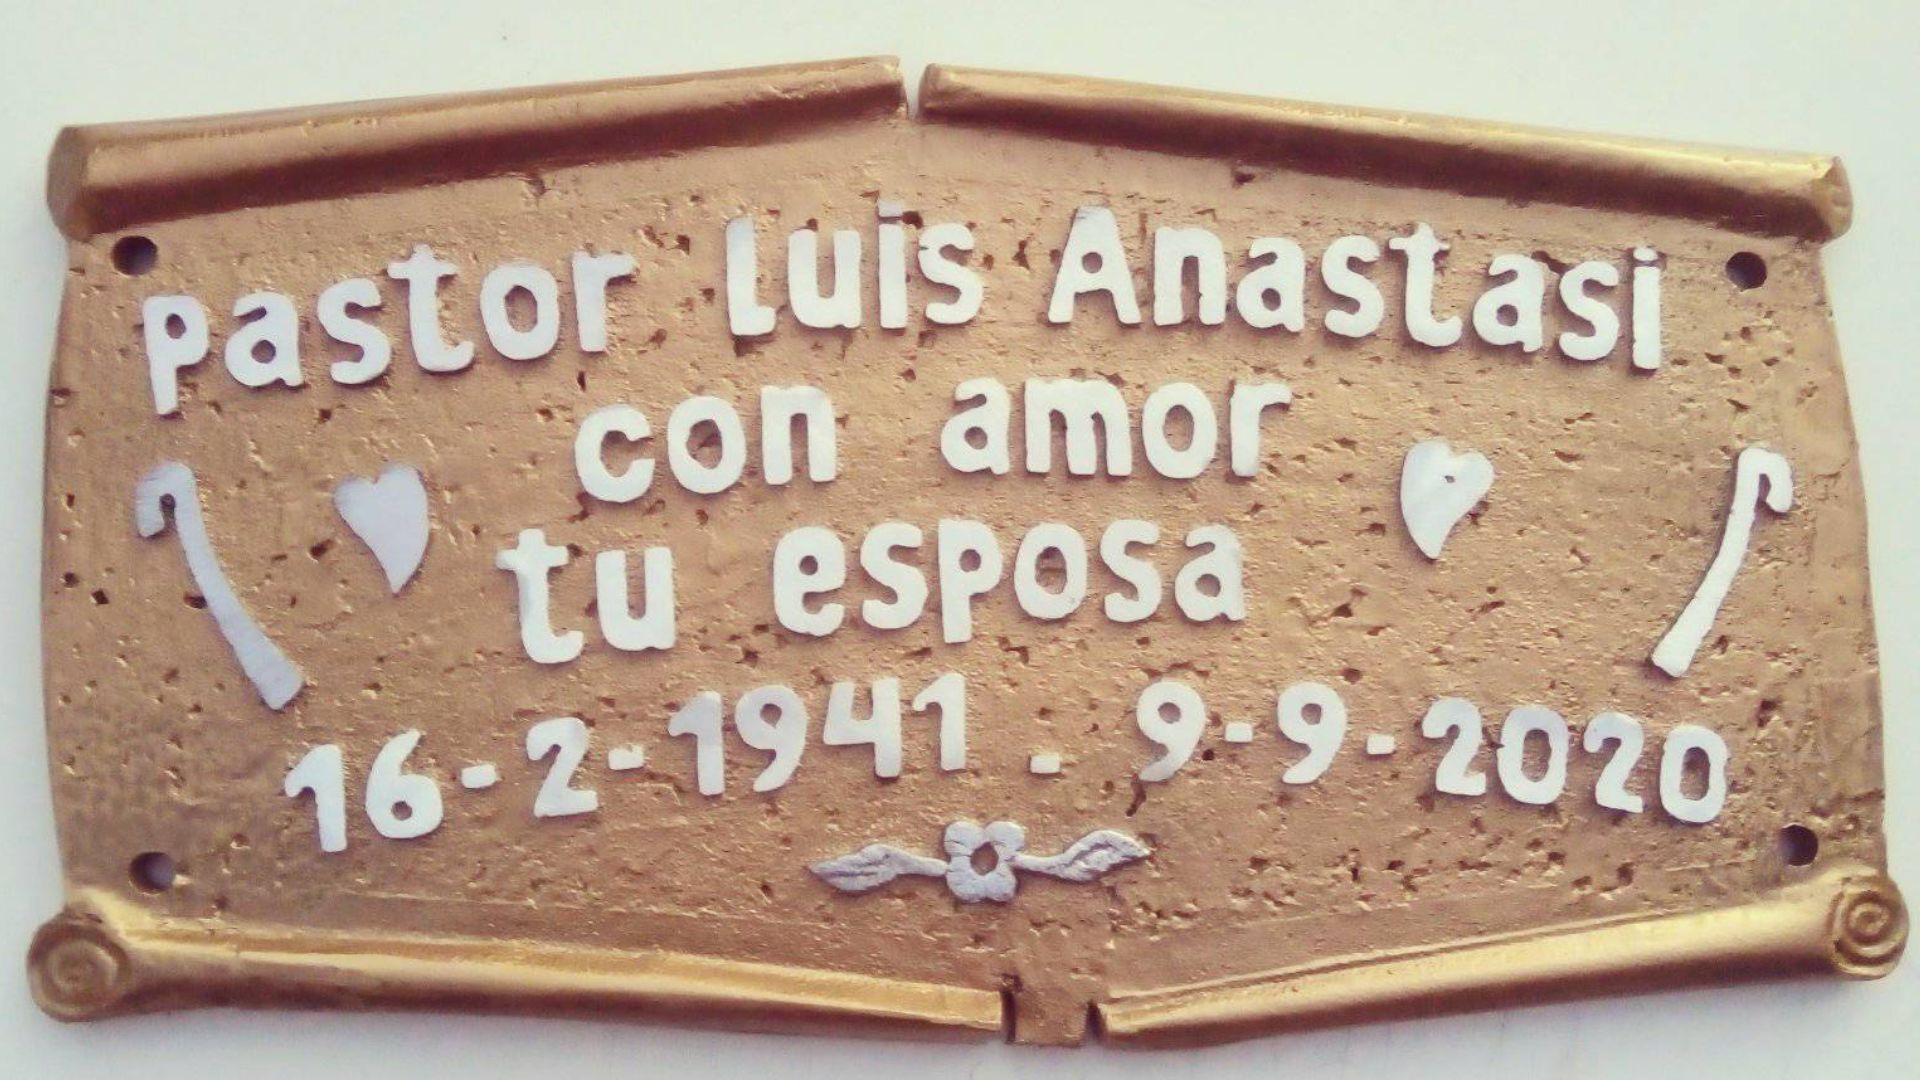 Pastor Luis Anastasi
con amor
tu esposa
16-2-1941 - 9-9-2020